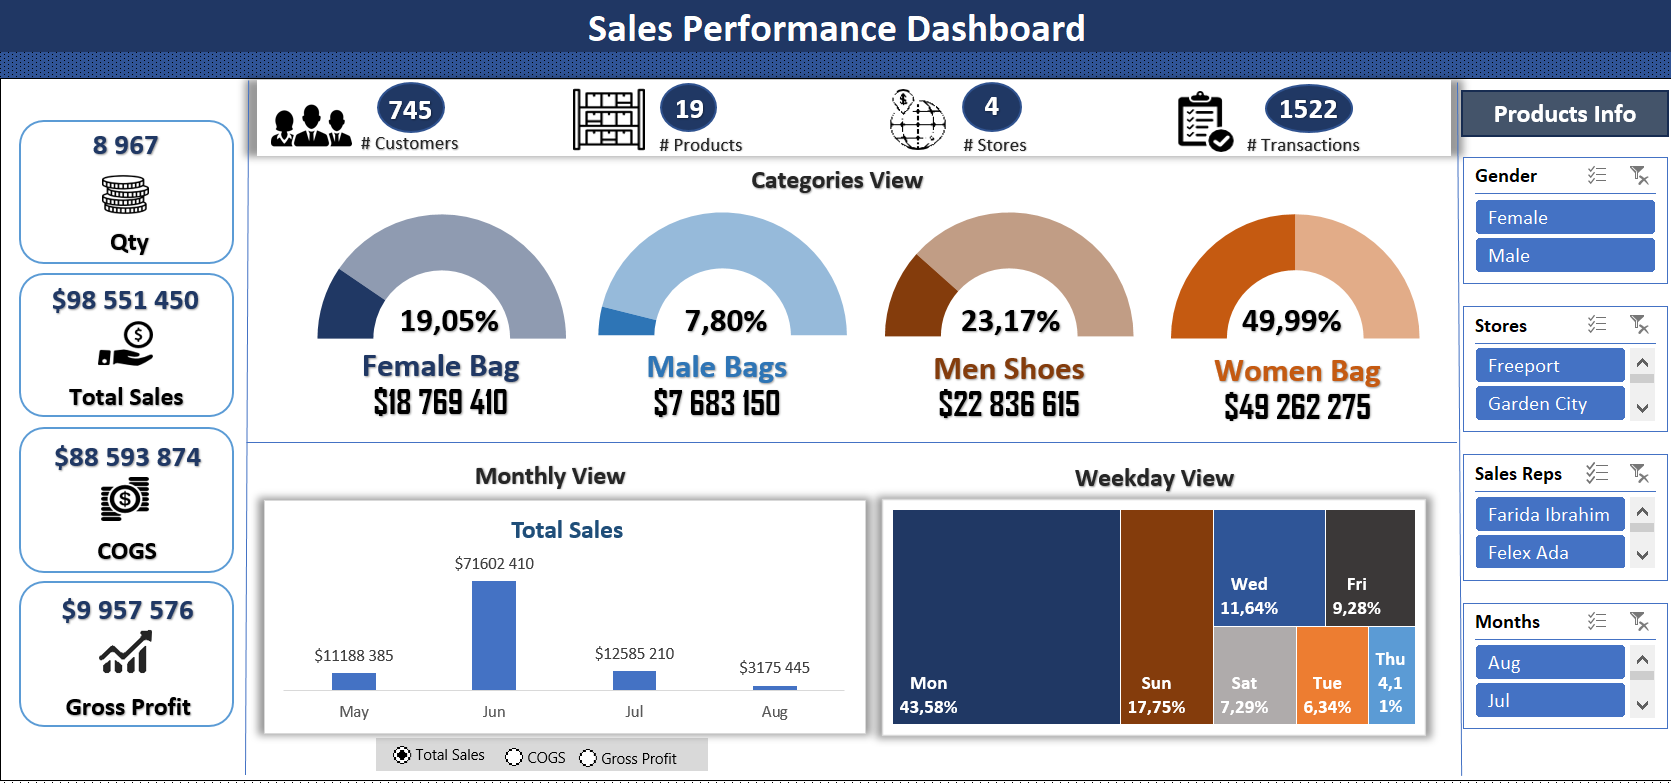 Sales Performance Dashboard
8 967
Qty
$98 551 450
Total Sales
$88 593 874
COGS
$9 957 576
Gross Profit
745
# Customers
19
# Products
4
# Stores
1522
# Transactions
Categories View
19,05%
Female Bag
$18 769 410
7,80%
Male Bags
$7 683 150
23,17%
Men Shoes
$22 836 615
49,99%
Women Bag
$49 262 275
Monthly View
Total Sales
$11188 385
$71602 410
$12585 210
$3175 445
May
Jun
Jul
Aug
Total Sales
COGS
Gross Profit
Weekday View
Mon
43,58%
Sun
17,75%
Wed
11,64%
Fri
9,28%
Sat
7,29%
Tue
6,34%
Thu
4,1
1%
Products Info
Gender
Female
Male
Stores
Freeport
Garden City
Sales Reps
Farida Ibrahim
Felex Ada
Months
Aug
Jul